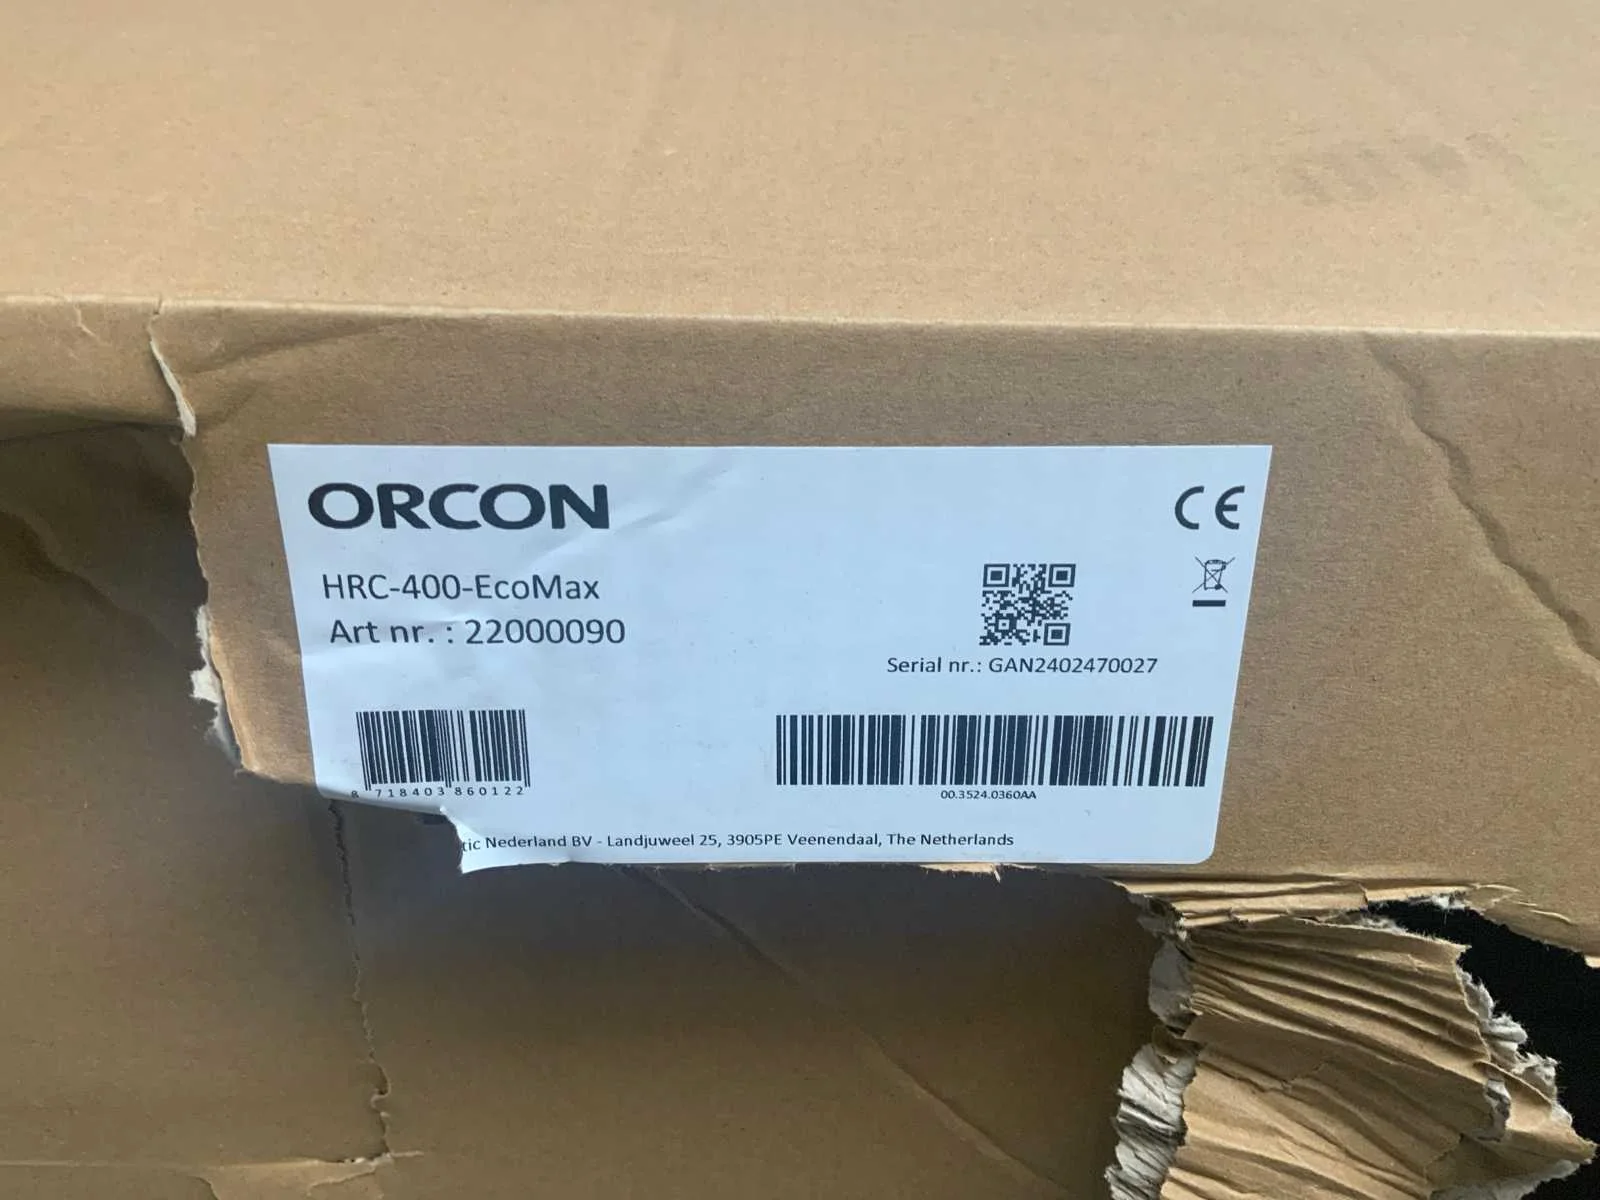 ORCON
CE
HRC-400-EcoMax
Art nr. : 22000090
Serial nr.: GAN2402470027
8 718403 860122
00.3524.0360AA
tic Nederland BV - Landjuweel 25, 3905PE Veenendaal, The Netherlands